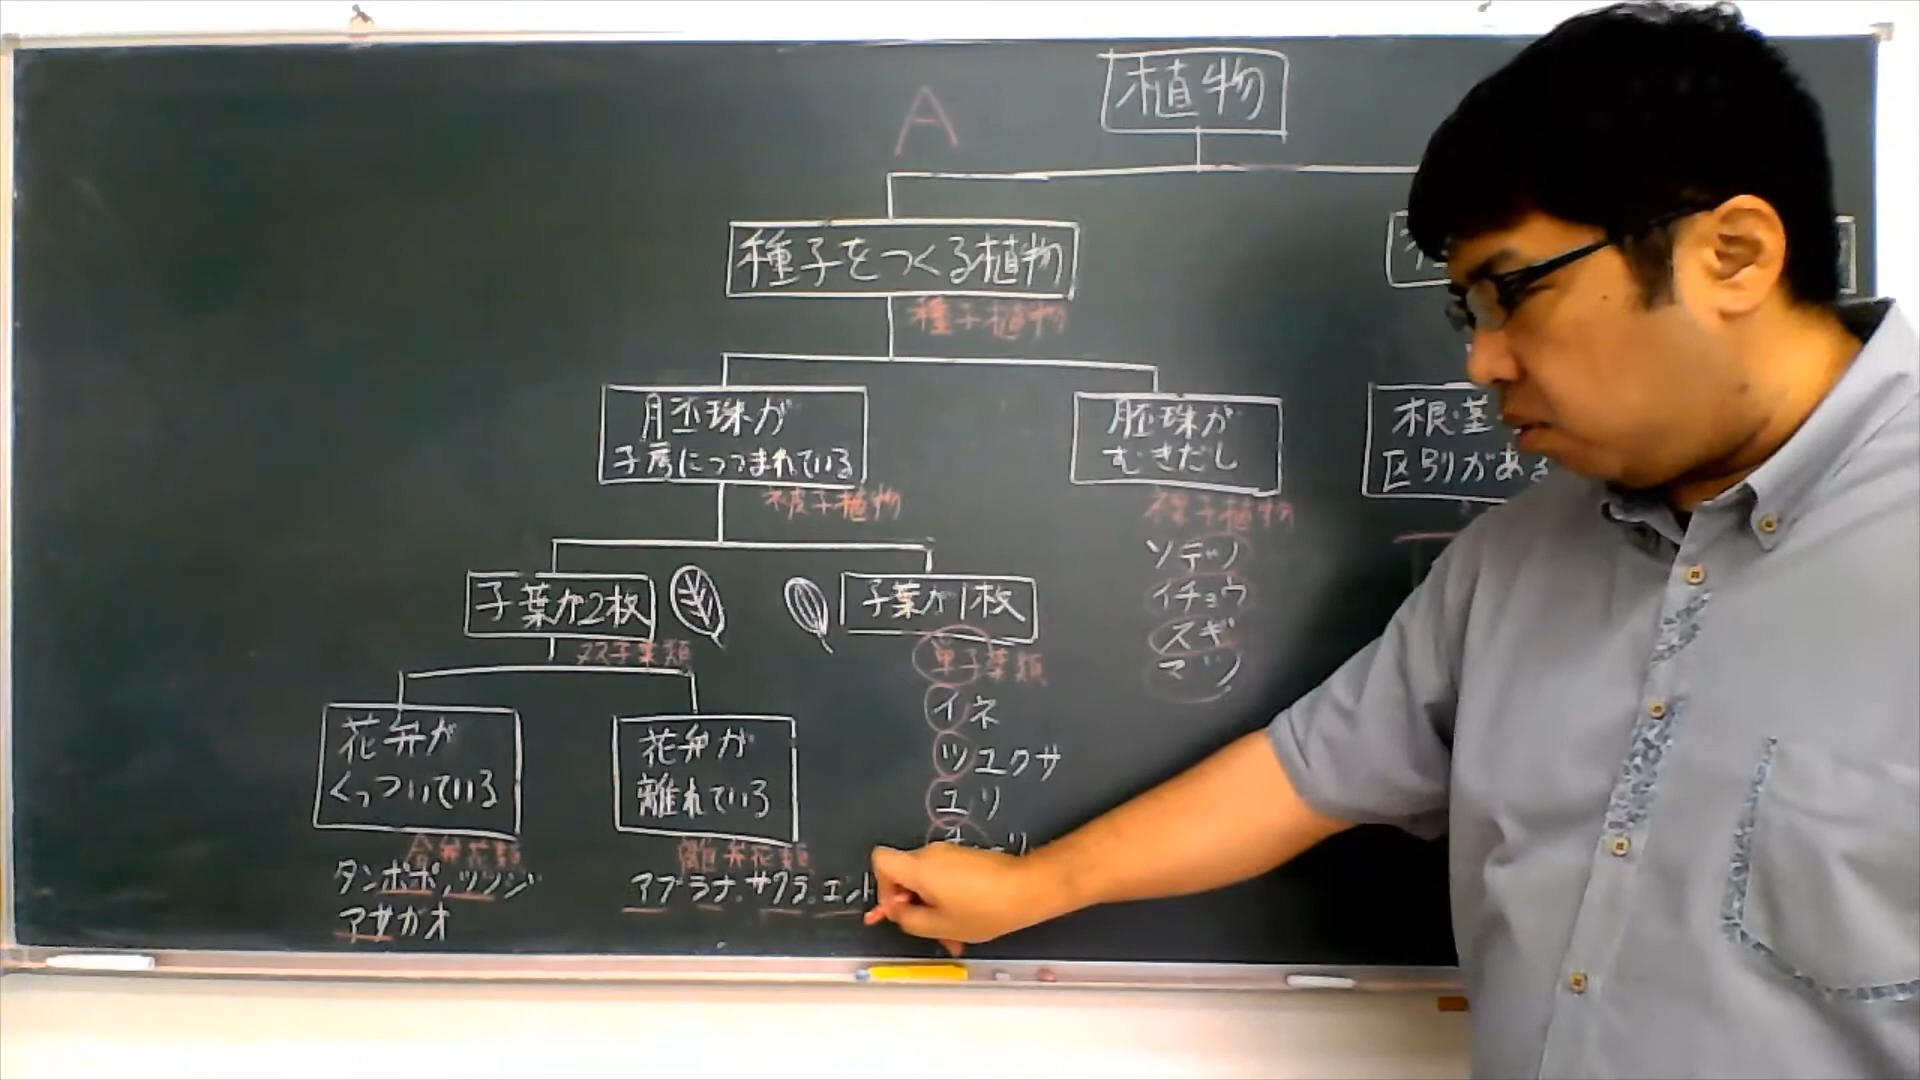 植物
A
種子をつくる植物
種子植物
胚珠が
子房につつまれている
被子植物
胚珠が
むきだし
裸子植物
ソテツ
イチョウ
スギ
マツ
根・茎
区別がある
子葉が2枚
双子葉類
子葉が1枚
単子葉類
イネ
ツユクサ
ユリ
花弁が
くっついている
合弁花類
タンポポ,ツツジ
アサガオ
花弁が
離れている
離弁花類
アブラナ.サクラ.エンド